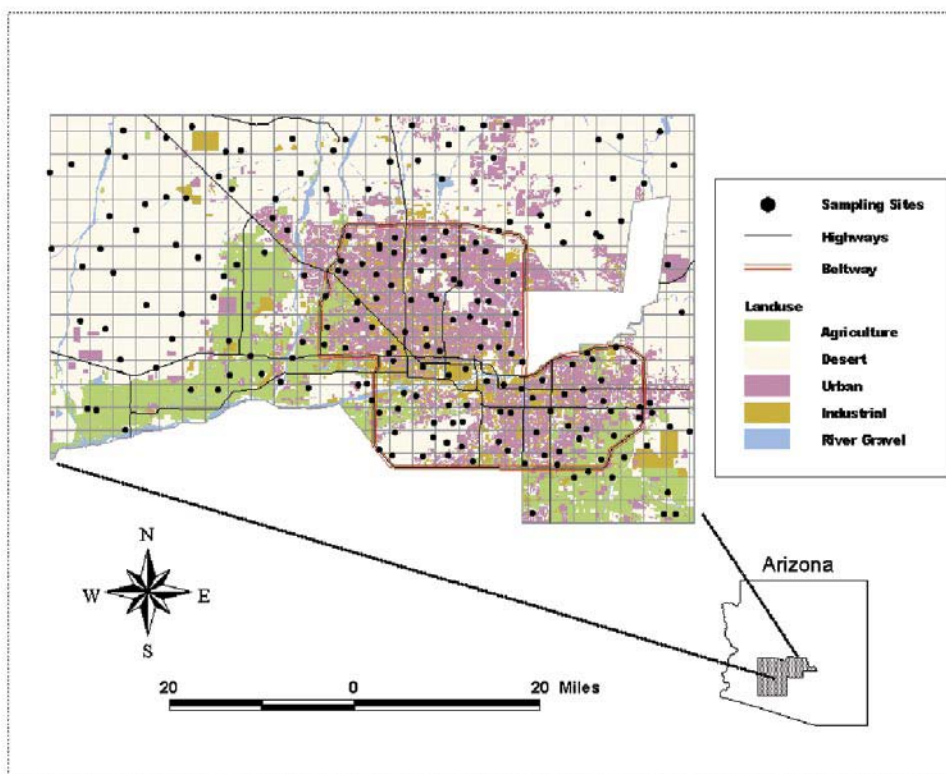 Sampling Sites
Highways
Beltway
Landuse
Agriculture
Desert
Urban
Industrial
River Gravel
N
W E
S
Arizona
20 0 20 Miles